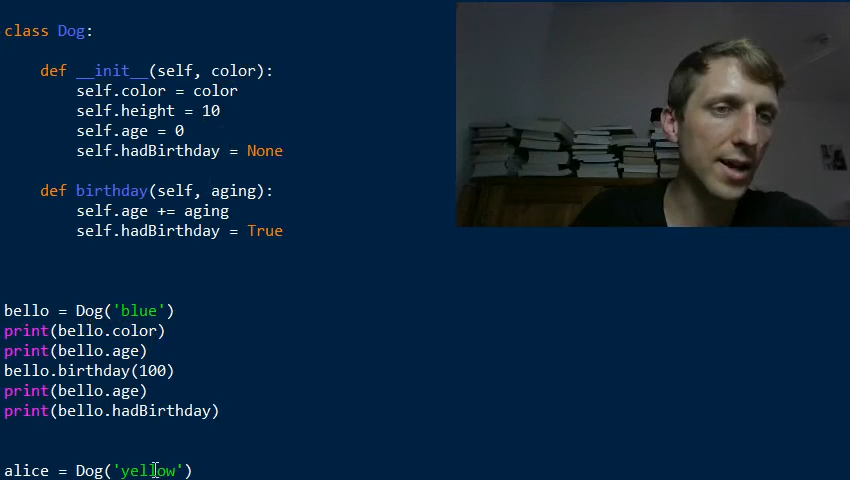 class Dog:
def __init__(self, color):
self.color = color
self.height = 10
self.age = 0
self.hadBirthday = None
def birthday(self, aging):
self.age += aging
self.hadBirthday = True
bello = Dog('blue')
print(bello.color)
print(bello.age)
bello.birthday(100)
print(bello.age)
print(bello.hadBirthday)
alice = Dog('yellow')